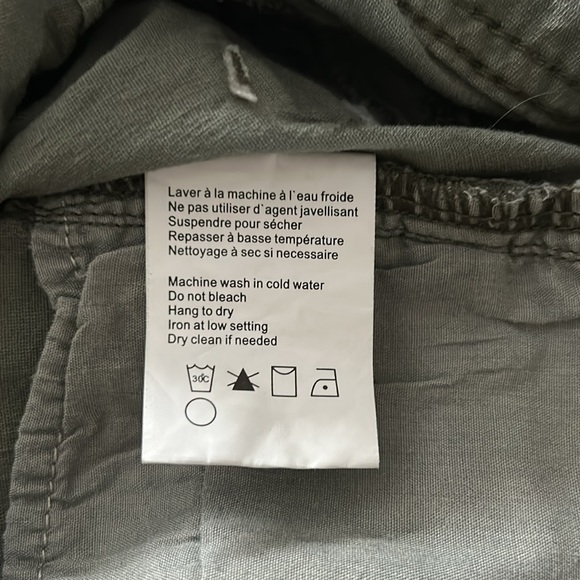 Laver à la machine à l`eau froide
Ne pas utiliser d`agent javellisant
Suspendre pour sécher
Repasser à basse température
Nettoyage à sec si necessaire
Machine wash in cold water
Do not bleach
Hang to dry
Iron at low setting
Dry clean if needed
30C